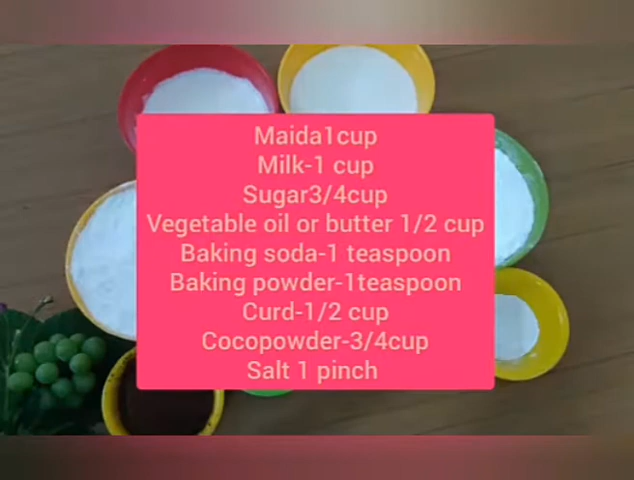 Maida1cup
Milk-1 cup
Sugar3/4cup
Vegetable oil or butter 1/2 cup
Baking soda-1 teaspoon
Baking powder-1teaspoon
Curd-1/2 cup
Cocopowder-3/4cup
Salt 1 pinch